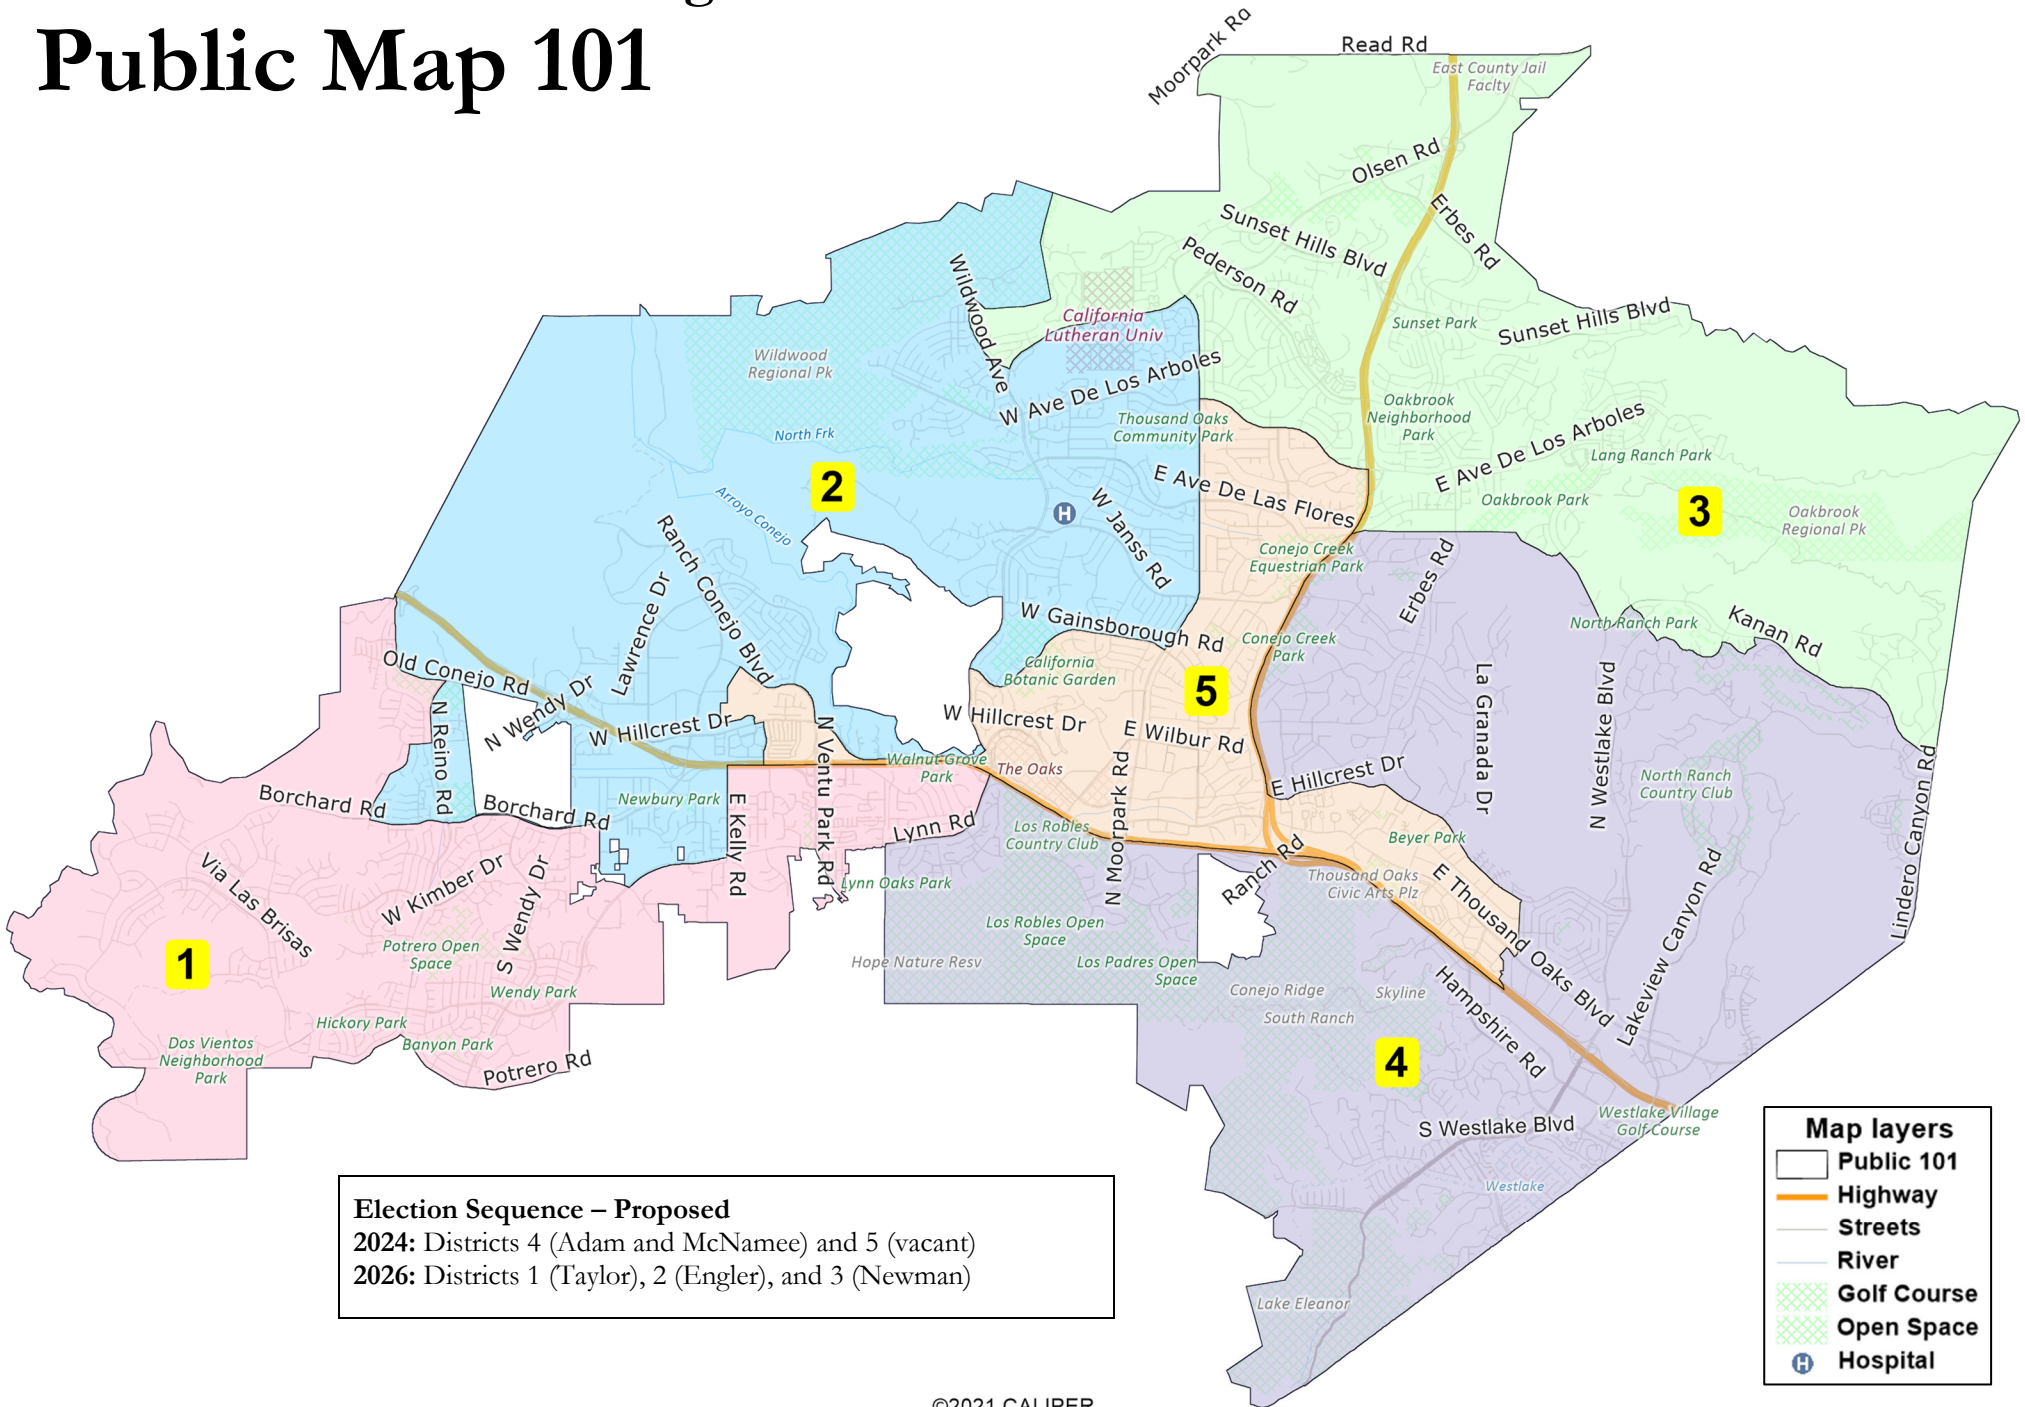 Public Map 101
Moorpark Rd
Read Rd
East County Jail
Faclty
Olsen Rd
Erbes Rd
Sunset Hills Blvd
Pederson Rd
Wildwood Ave
California
Lutheran Univ
Sunset Park
Sunset Hills Blvd
Wildwood
Regional Pk
W Ave De Los Arboles
Oakbrook
Neighborhood
Park
Thousand Oaks
Community Park
North Frk
E Ave De Los Arboles
Lang Ranch Park
2
E Ave De Las Flores
Oakbrook Park
3
Oakbrook
Regional Pk
Arroyo Conejo
H
W Janss Rd
Ranch Conejo Blvd
Conejo Creek
Equestrian Park
Erbes Rd
Lawrence Dr
W Gainsborough Rd
North Ranch Park
Kanan Rd
Conejo Creek
Park
Old Conejo Rd
California
Botanic Garden
5
La Granada Dr
N Westlake Blvd
N Wendy Dr
N Reino Rd
W Hillcrest Dr
N Ventu Park Rd
W Hillcrest Dr
E Wilbur Rd
Walnut Grove
Park
The Oaks
N Moorpark Rd
E Hillcrest Dr
North Ranch
Country Club
Lindero Canyon Rd
Borchard Rd
Borchard Rd
Newbury Park
E Kelly Rd
Lynn Rd
Los Robles
Country Club
Beyer Park
Via Las Brisas
W Kimber Dr
S Wendy Dr
Lynn Oaks Park
Ranch Rd
Thousand Oaks
Civic Arts Plz
E Thousand Oaks Blvd
Lakeview Canyon Rd
1
Potrero Open
Space
Los Robles Open
Space
Hope Nature Resv
Los Padres Open
Space
Wendy Park
Conejo Ridge
Skyline
Hampshire Rd
South Ranch
Hickory Park
Banyon Park
Dos Vientos
Neighborhood
Park
Potrero Rd
4
S Westlake Blvd
Westlake Village
Golf Course
Westlake
Lake Eleanor
Election Sequence – Proposed
2024: Districts 4 (Adam and McNamee) and 5 (vacant)
2026: Districts 1 (Taylor), 2 (Engler), and 3 (Newman)
Map layers
Public 101
Highway
Streets
River
Golf Course
Open Space
H Hospital
©2021 CALIPER